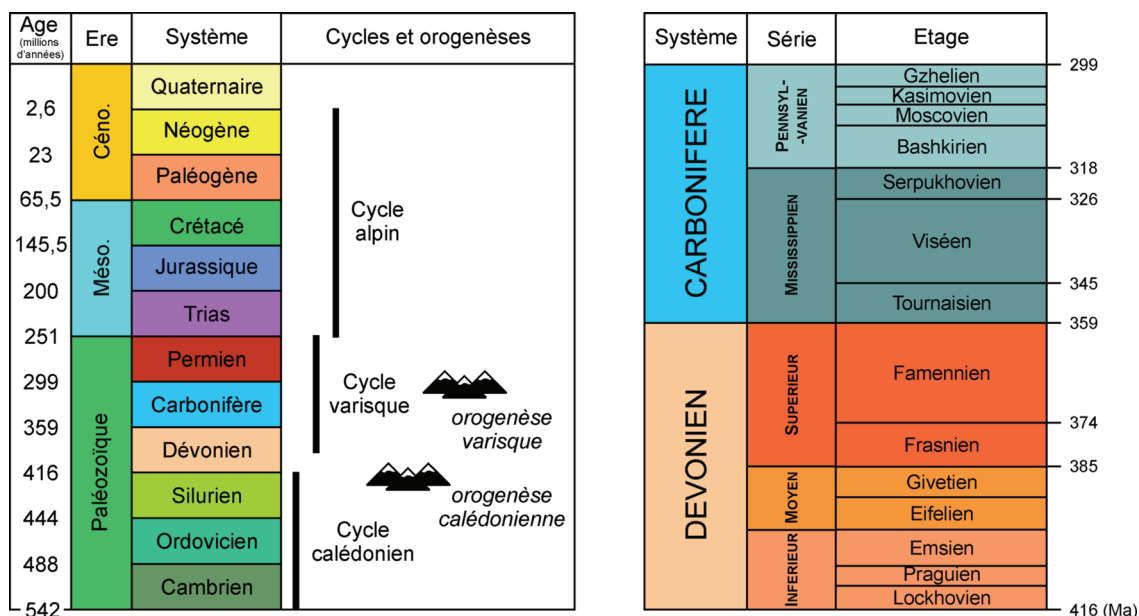 Age
(millions
d'années)
Ere
Système
Cycles et orogenèses
2,6
23
65,5
145,5
200
251
299
359
416
444
488
542
Céno.
Méso.
Paléozoïque
Quaternaire
Néogène
Paléogène
Crétacé
Jurassique
Trias
Permien
Carbonifère
Dévonien
Silurien
Ordovicien
Cambrien
Cycle
alpin
Cycle
varisque
orogenèse
varisque
orogenèse
calédonienne
Cycle
calédonien
Système
Série
Etage
CARBONIFERE
DEVONIEN
PENNSYL-
-VANIEN
MISSISSIPPIEN
SUPERIEUR
MOYEN
INFERIEUR
Gzhelien
Kasimovien
Moscovien
Bashkirien
Serpukhovien
Viséen
Tournaisien
Famennien
Frasnien
Givetien
Eifelien
Emsien
Praguien
Lockhovien
299
318
326
345
359
374
385
416 (Ma)